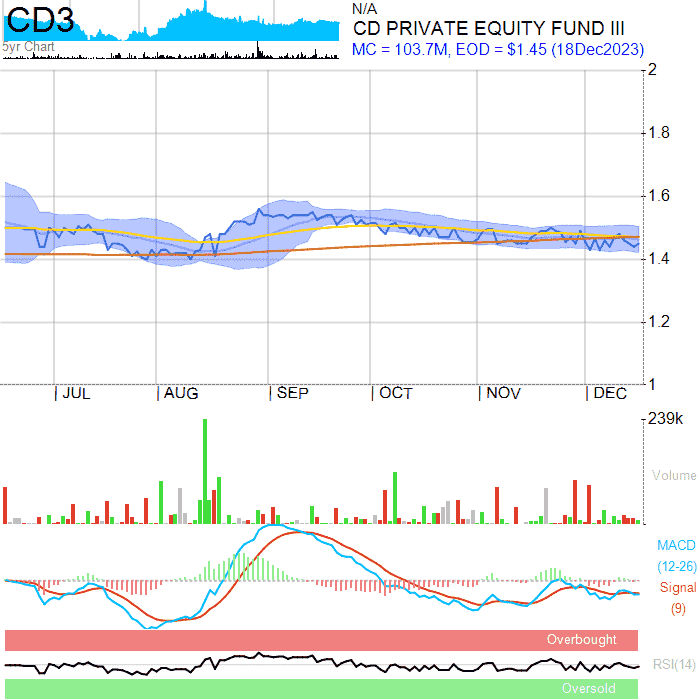 CD3
N/A
CD PRIVATE EQUITY FUND III
5yr Chart
MC = 103.7M, EOD = $1.45 (18Dec2023)
2
1.8
1.6
1.4
1.2
1
JUL AUG SEP OCT NOV DEC
239k
Volume
MACD
(12-26)
Signal
(9)
Overbought
RSI(14)
Oversold